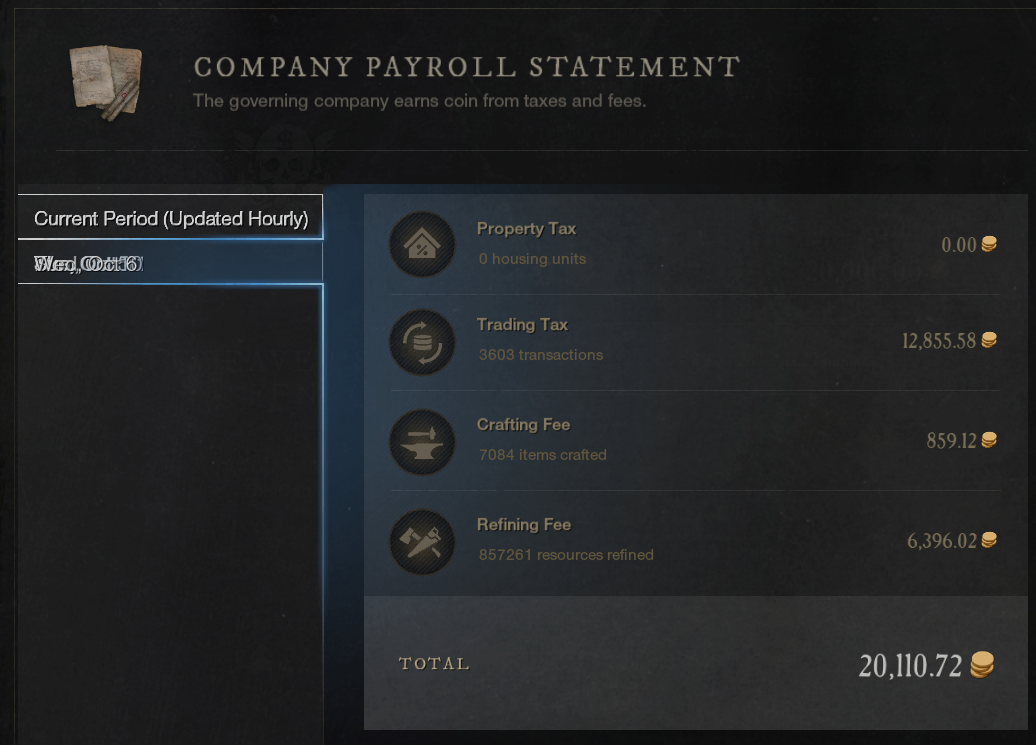 COMPANY PAYROLL STATEMENT
The governing company earns coin from taxes and fees.
Current Period (Updated Hourly)
Property Tax
0 housing units
0.00
Trading Tax
3603 transactions
12,855.58
Crafting Fee
7084 items crafted
859.12
Refining Fee
857261 resources refined
6,396.02
TOTAL
20,110.72